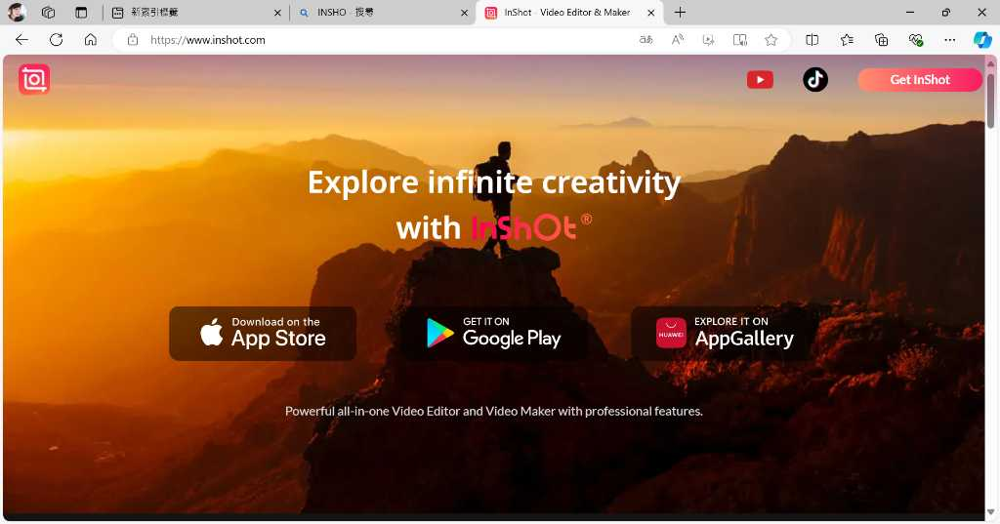 新索引標籤
INSHO - 搜尋
InShot - Video Editor & Maker
https://www.inshot.com
Get InShot
Explore infinite creativity
with InShOt ®
Download on the
App Store
GET IT ON
Google Play
HUAWEI
EXPLORE IT ON
AppGallery
Powerful all-in-one Video Editor and Video Maker with professional features.